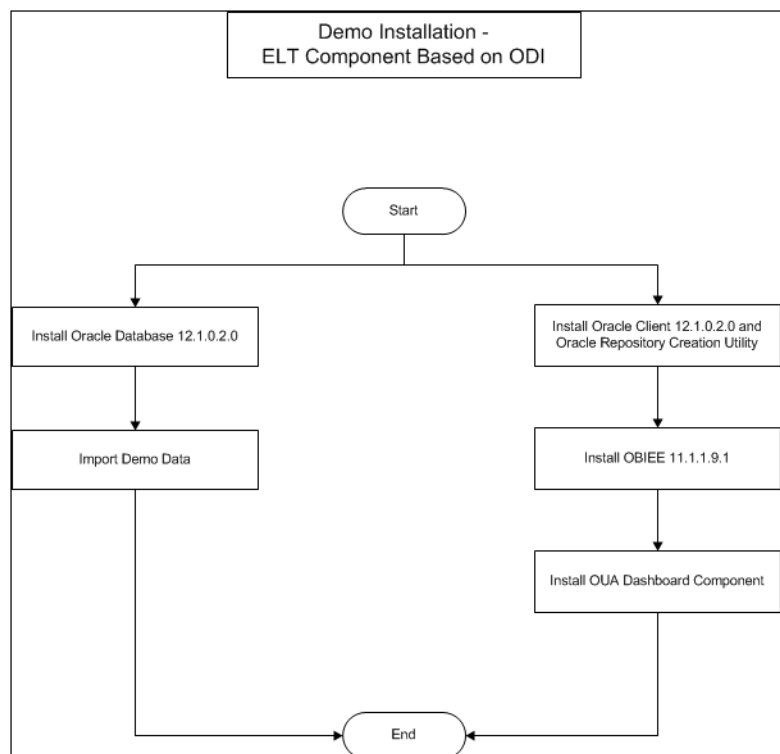 Demo Installation -
ELT Component Based on ODI
Start
Install Oracle Database 12.1.0.2.0
Import Demo Data
Install Oracle Client 12.1.0.2.0 and
Oracle Repository Creation Utility
Install OBIEE 11.1.1.9.1
Install OUA Dashboard Component
End